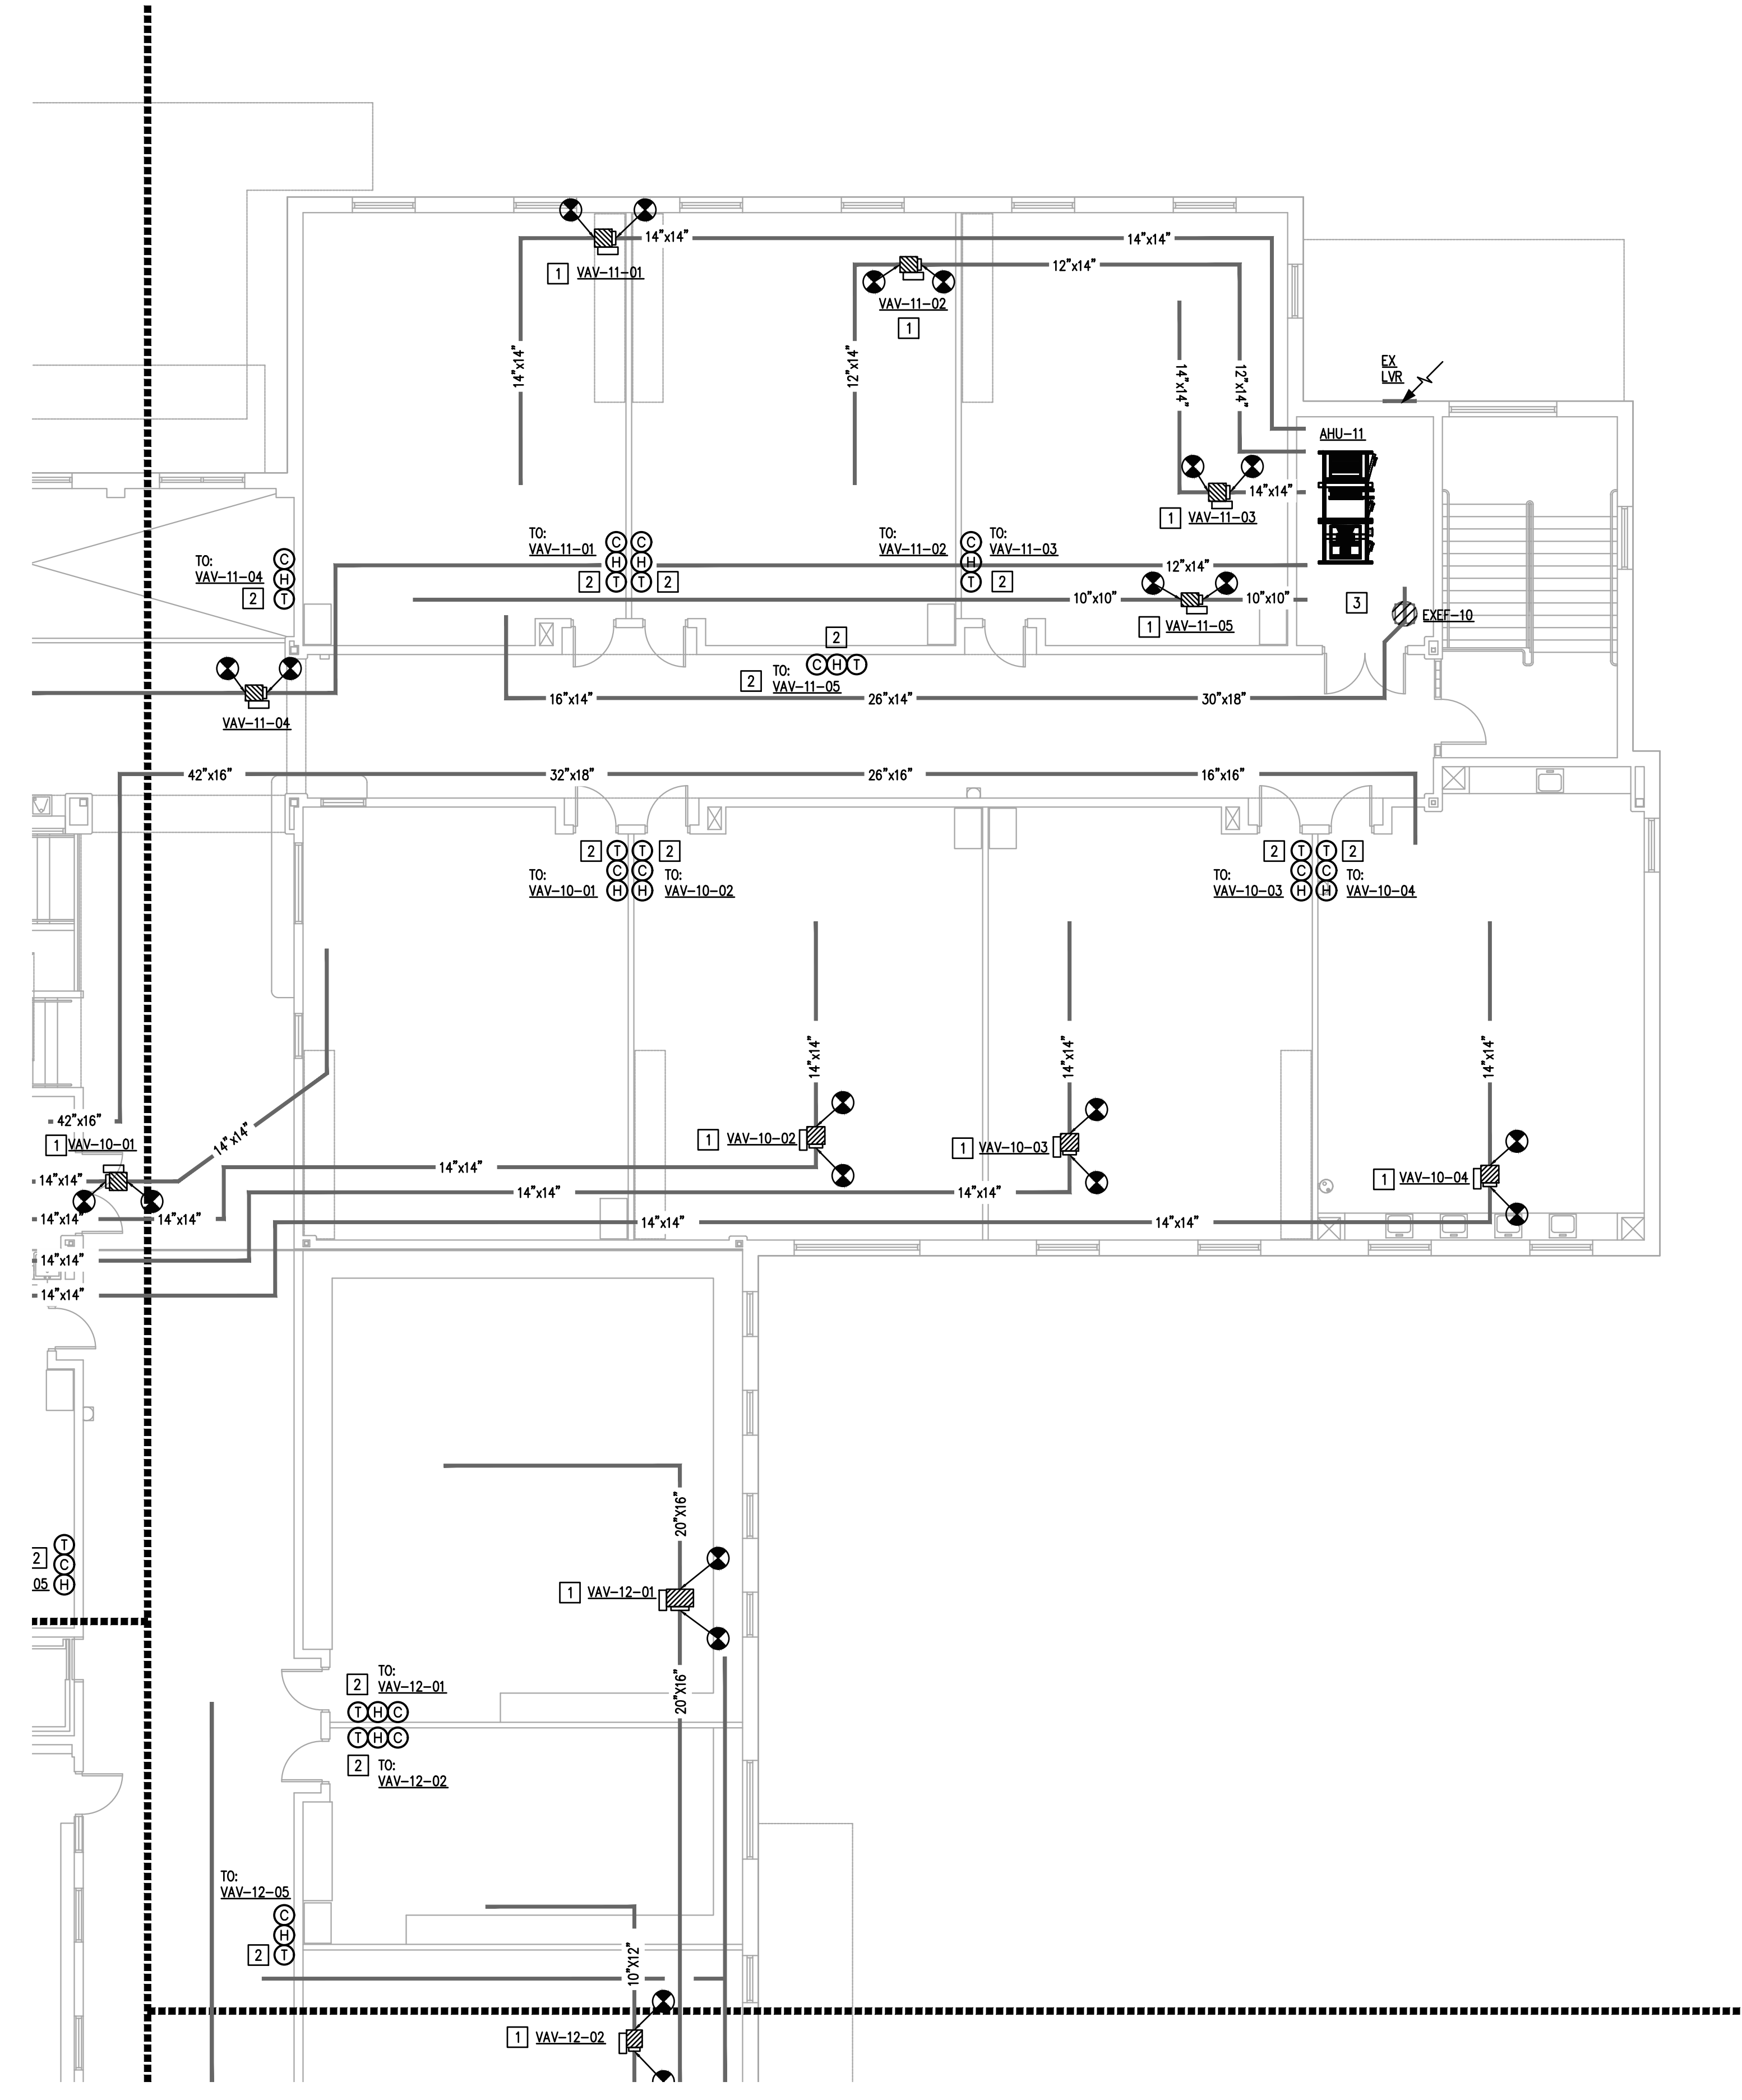 14"x14"
14"x14"
12"x14"
1
VAV-11-01
VAV-11-02
1
14"x14"
12"x14"
14"x14"
12"x14"
EX
LVR
AHU-11
14"x14"
1
VAV-11-03
TO:
VAV-11-01
C
H
2
T
C
H
T
2
TO:
VAV-11-02
C
H
T
TO:
VAV-11-03
2
TO:
VAV-11-04
2
C
H
T
12"x14"
10"x10"
10"x10"
1
VAV-11-05
3
EXEF-10
2
C
H
T
2
TO:
VAV-11-05
VAV-11-04
16"x14"
26"x14"
30"x18"
42"x16"
32"x18"
26"x16"
16"x16"
2
T
C
H
TO:
VAV-10-01
T
C
H
2
TO:
VAV-10-02
2
T
C
H
TO:
VAV-10-03
T
C
H
2
TO:
VAV-10-04
14"x14"
14"x14"
14"x14"
42"x16"
1
VAV-10-01
14"x14"
1
VAV-10-02
1
VAV-10-03
1
VAV-10-04
14"x14"
14"x14"
14"x14"
14"x14"
14"x14"
14"x14"
14"x14"
14"x14"
14"x14"
14"x14"
20"X16"
2
T
C
H
05
1
VAV-12-01
20"X16"
2
TO:
VAV-12-01
T
H
C
T
H
C
2
TO:
VAV-12-02
TO:
VAV-12-05
C
H
2
T
10"X12"
1
VAV-12-02